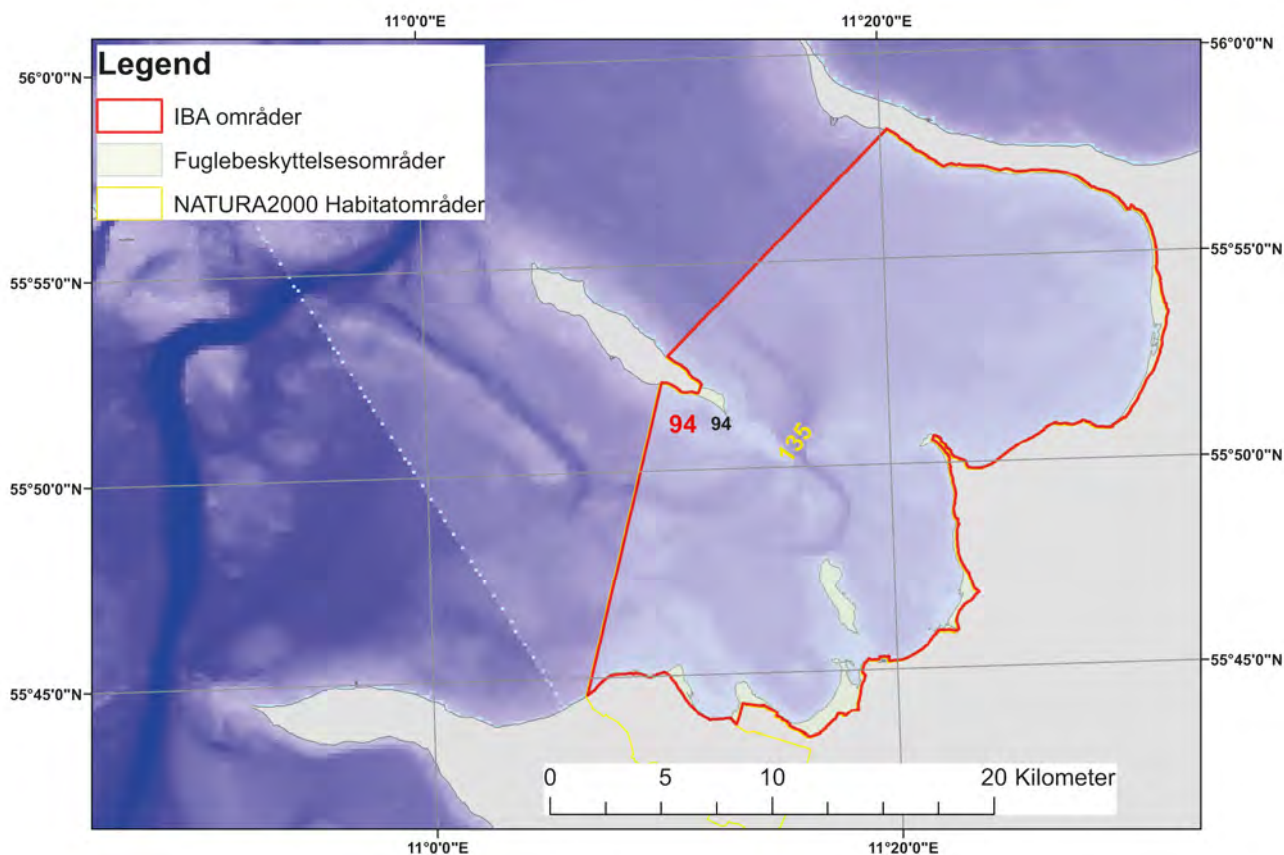 11°0'0"E 11°20'0"E
56°0'0"N 56°0'0"N
Legend
IBA områder
Fuglebeskyttelsesområder
NATURA2000 Habitatområder
55°55'0"N 55°55'0"N
94 94 135
55°50'0"N 55°50'0"N
55°45'0"N 55°45'0"N
0 5 10 20 Kilometer
11°0'0"E 11°20'0"E